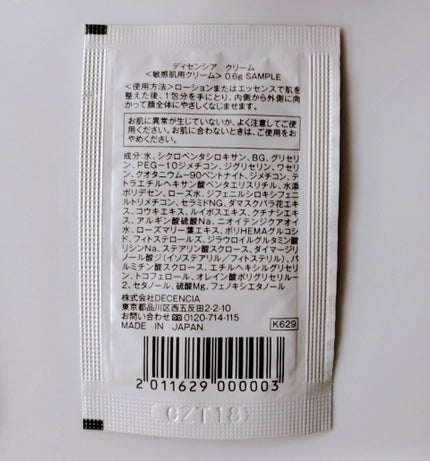 ディセンシア　クリーム
<敏感肌用クリーム> 0.6g SAMPLE
<使用方法>ローションまたはエッセンスで肌を
整えた後、1包分を手にとり、内側から外側に向
かって顔全体にやさしくなじませます。
お肌に異常が生じていないか、よく注意してご使
用ください。お肌に合わないときは、ご使用をお
やめください。
成分:水、シクロペンタシロキサン、BG、グリセリ
ン、PEG-10ジメチコン、ジグリセリン、ワセリ
ン、クオタニウム-90ベントナイト、ジメチコン、テ
トラエチルヘキサン酸ペンタエリスリチル、水添
ポリデセン、ローズ水、ジフェニルシロキシフェニ
ルトリメチコン、セラミドNG、ダマスクバラ花エキ
ス、コウキエキス、ルイボスエキス、クチナシエキ
ス、アルギン酸硫酸Na、ニオイテンジクアオイ
水、ローズマリー葉エキス、ポリHEMAグルコシ
ド、フィトステロールズ、ジラウロイルグルタミン酸
リシンNa、ステアリン酸スクロース、ダイマージリ
ノール酸ジ(イソステアリル/フィトステリル)、パ
ルミチン酸スクロース、エチルヘキシルグリセリ
ン、トコフェロール、オレイン酸ポリグリセリル-
2、セタノール、硫酸Mg、フェノキシエタノール
株式会社DECENCIA
東京都品川区西五反田2-2-10
お問い合わせ 0120-714-115
MADE IN JAPAN
K629
2 011629 000003
CZT18